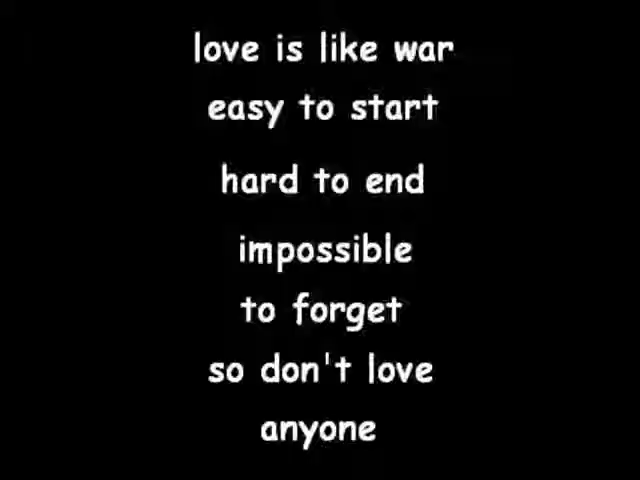 love is like war
easy to start
hard to end
impossible
to forget
so don't love
anyone